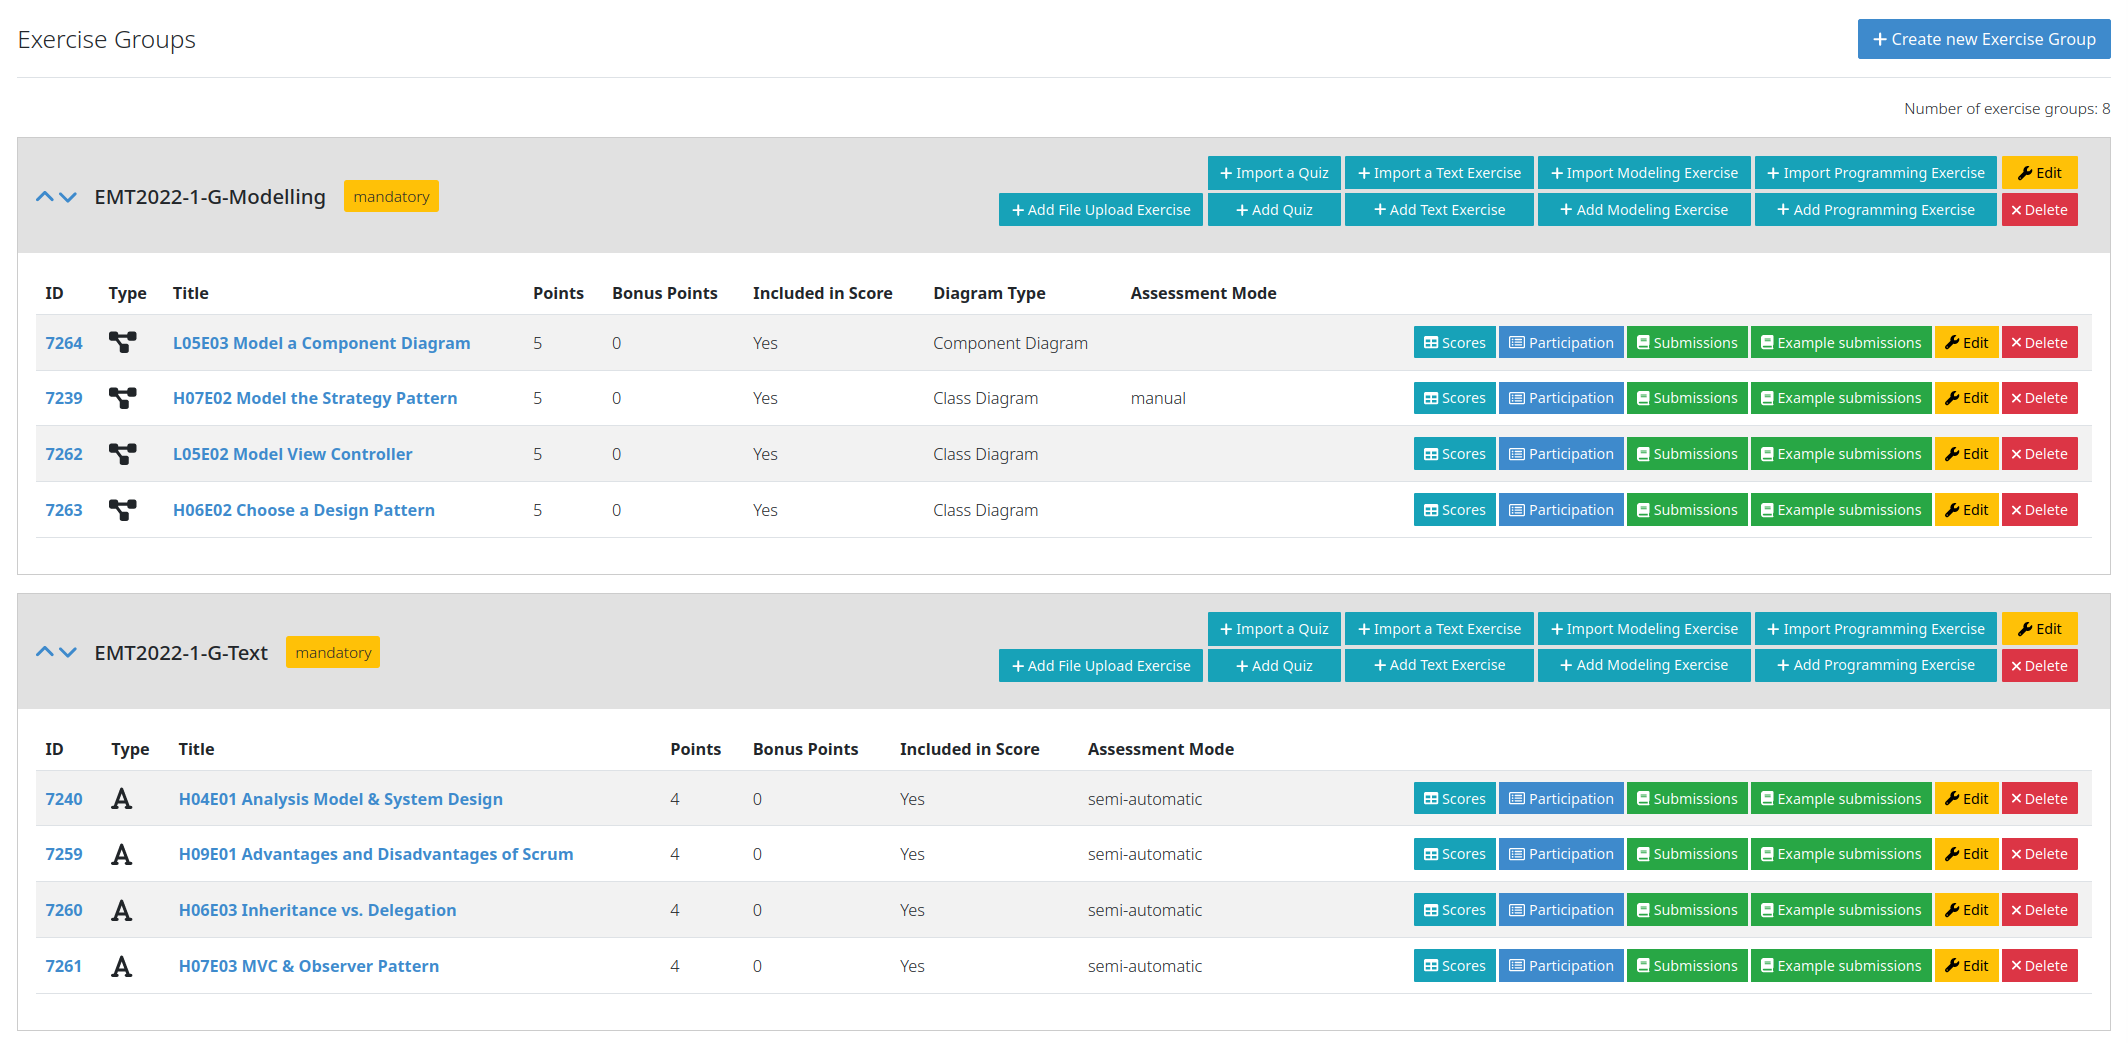 Exercise Groups
Create new Exercise Group
Number of exercise groups: 8
EMT2022-1-G-Modelling mandatory
Import a Quiz Import a Text Exercise Import Modeling Exercise Import Programming Exercise Edit
Add File Upload Exercise Add Quiz Add Text Exercise Add Modeling Exercise Add Programming Exercise Delete
ID Type Title Points Bonus Points Included in Score Diagram Type Assessment Mode
7264 L05E03 Model a Component Diagram 5 0 Yes Component Diagram Scores Participation Submissions Example submissions Edit Delete
7239 H07E02 Model the Strategy Pattern 5 0 Yes Class Diagram manual Scores Participation Submissions Example submissions Edit Delete
7262 L05E02 Model View Controller 5 0 Yes Class Diagram Scores Participation Submissions Example submissions Edit Delete
7263 H06E02 Choose a Design Pattern 5 0 Yes Class Diagram Scores Participation Submissions Example submissions Edit Delete
EMT2022-1-G-Text mandatory
Import a Quiz Import a Text Exercise Import Modeling Exercise Import Programming Exercise Edit
Add File Upload Exercise Add Quiz Add Text Exercise Add Modeling Exercise Add Programming Exercise Delete
ID Type Title Points Bonus Points Included in Score Assessment Mode
7240 H04E01 Analysis Model & System Design 4 0 Yes semi-automatic Scores Participation Submissions Example submissions Edit Delete
7259 H09E01 Advantages and Disadvantages of Scrum 4 0 Yes semi-automatic Scores Participation Submissions Example submissions Edit Delete
7260 H06E03 Inheritance vs. Delegation 4 0 Yes semi-automatic Scores Participation Submissions Example submissions Edit Delete
7261 H07E03 MVC & Observer Pattern 4 0 Yes semi-automatic Scores Participation Submissions Example submissions Edit Delete